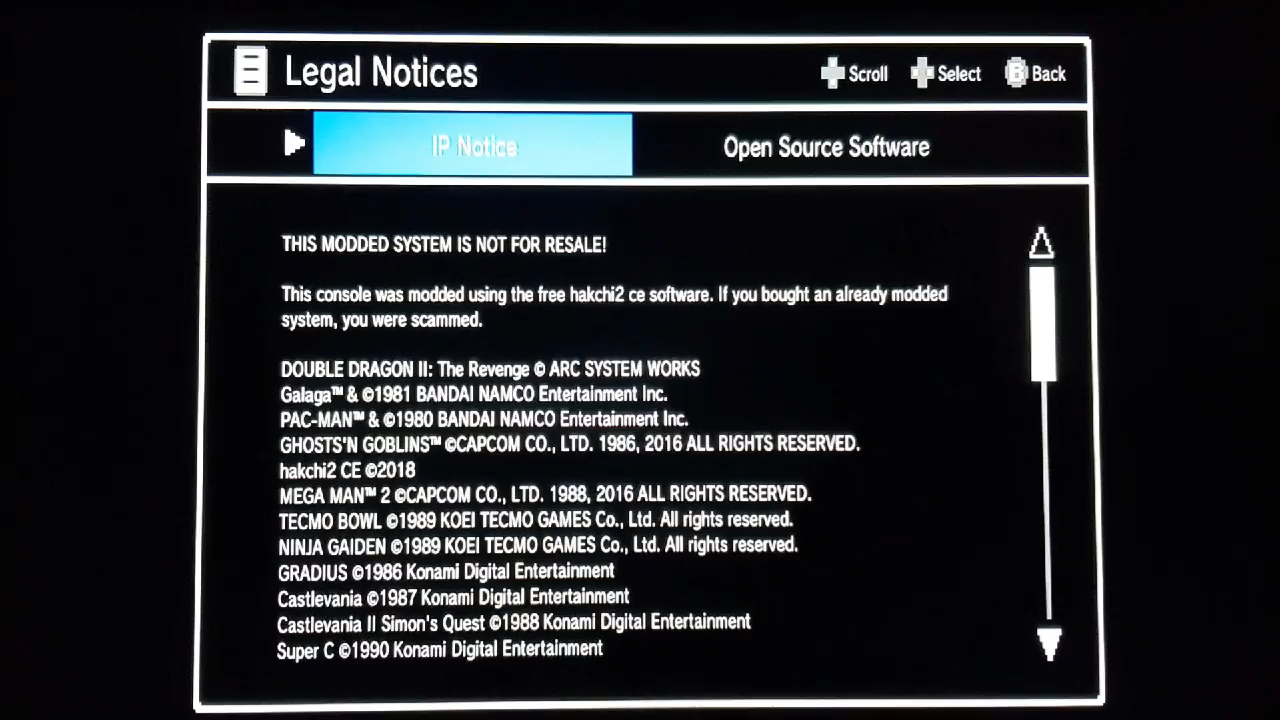 Legal Notices
Scroll Select B Back
IP Notice Open Source Software
THIS MODDED SYSTEM IS NOT FOR RESALE!
This console was modded using the free hakchi2 ce software. If you bought an already modded
system, you were scammed.
DOUBLE DRAGON II: The Revenge © ARC SYSTEM WORKS
Galaga™ & ©1981 BANDAI NAMCO Entertainment Inc.
PAC-MAN™ & ©1980 BANDAI NAMCO Entertainment Inc.
GHOSTS'N GOBLINS™ ©CAPCOM CO., LTD. 1986, 2016 ALL RIGHTS RESERVED.
hakchi2 CE ©2018
MEGA MAN™ 2 ©CAPCOM CO., LTD. 1988, 2016 ALL RIGHTS RESERVED.
TECMO BOWL ©1989 KOEI TECMO GAMES Co., Ltd. All rights reserved.
NINJA GAIDEN ©1989 KOEI TECMO GAMES Co., Ltd. All rights reserved.
GRADIUS ©1986 Konami Digital Entertainment
Castlevania ©1987 Konami Digital Entertainment
Castlevania II Simon's Quest ©1988 Konami Digital Entertainment
Super C ©1990 Konami Digital Entertainment